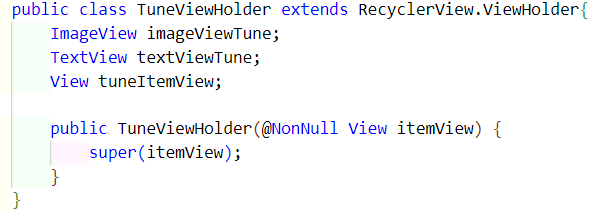 public class TuneViewHolder extends RecyclerView.ViewHolder{
    ImageView imageViewTune;
    TextView textViewTune;
    View tuneItemView;

    public TuneViewHolder(@NonNull View itemView) {
        super(itemView);
    }
}